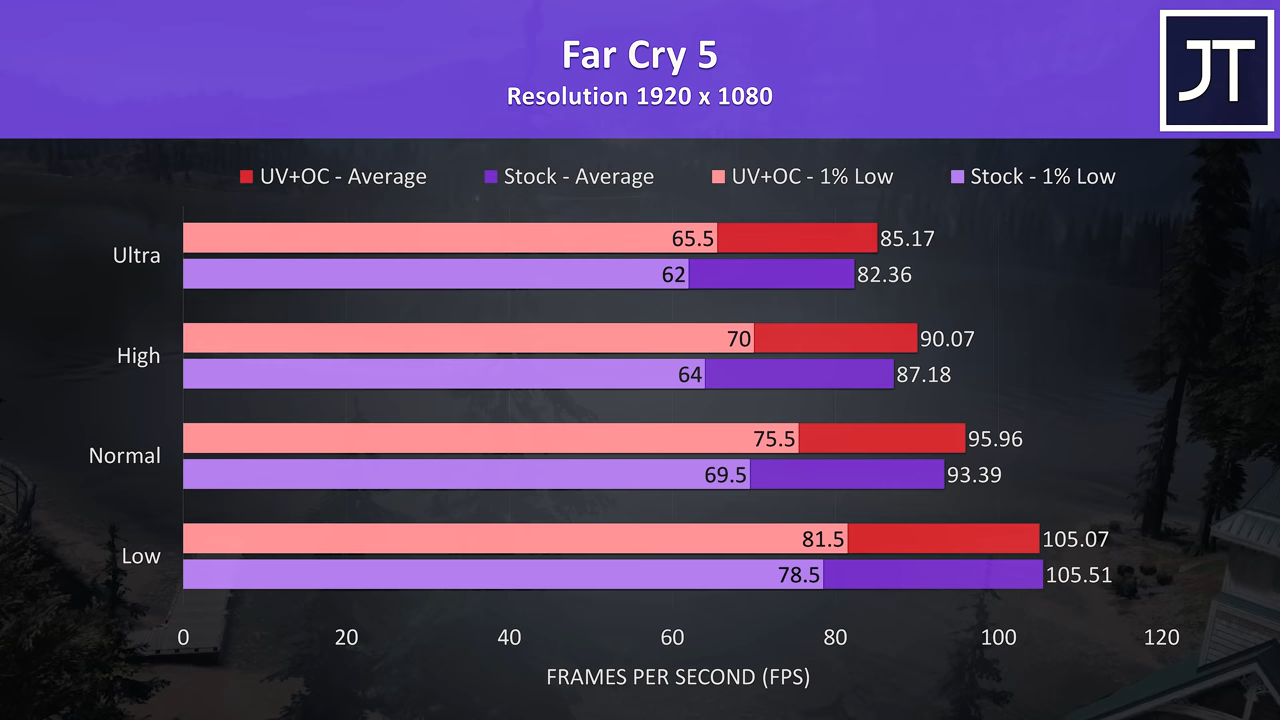 Far Cry 5
Resolution 1920 x 1080
JT
UV+OC - Average
Stock - Average
UV+OC - 1% Low
Stock - 1% Low
Ultra
65.5
85.17
62
82.36
High
70
90.07
64
87.18
Normal
75.5
95.96
69.5
93.39
Low
81.5
105.07
78.5
105.51
0 20 40 60 80 100 120
FRAMES PER SECOND (FPS)